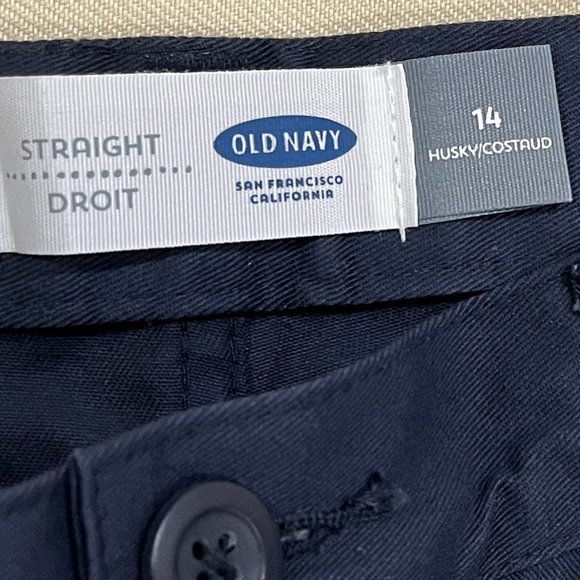 STRAIGHT
DROIT
OLD NAVY
SAN FRANCISCO
CALIFORNIA
14
HUSKY/COSTAUD